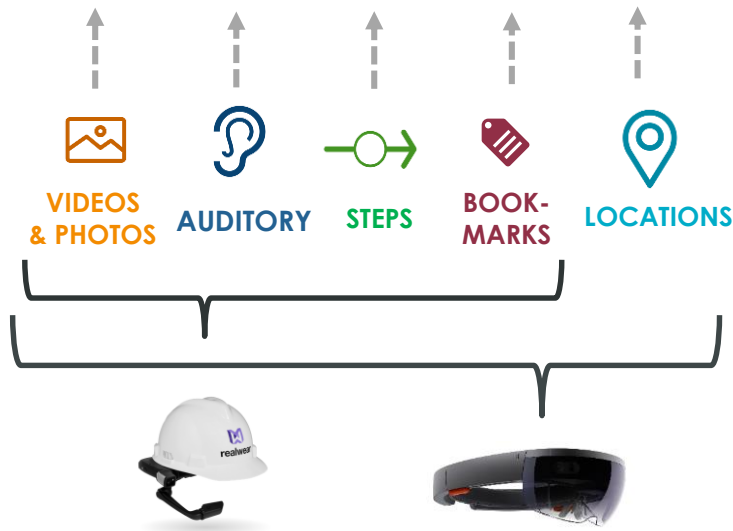 VIDEOS
& PHOTOS
AUDITORY
STEPS
BOOK-
MARKS
LOCATIONS
realwear